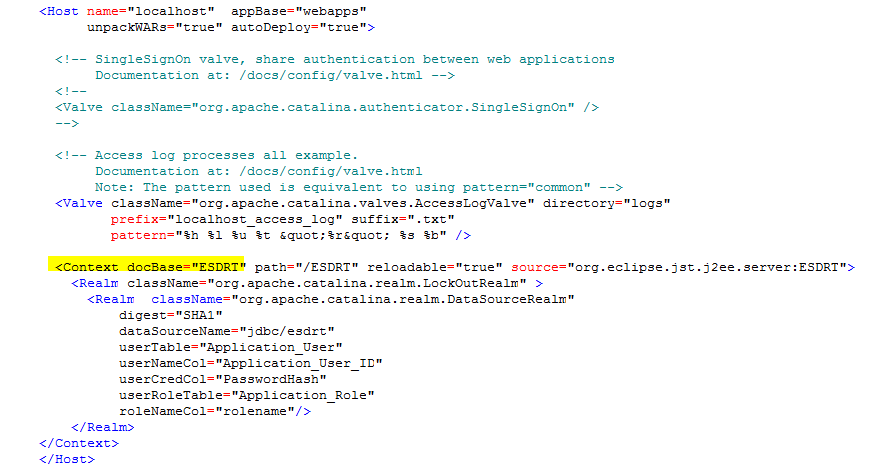 <Host name="localhost"  appBase="webapps"
unpackWARs="true" autoDeploy="true">
<!-- SingleSignOn valve, share authentication between web applications
Documentation at: /docs/config/valve.html -->
<!--
<Valve className="org.apache.catalina.authenticator.SingleSignOn" />
-->
<!-- Access log processes all example.
Documentation at: /docs/config/valve.html
Note: The pattern used is equivalent to using pattern="common" -->
<Valve className="org.apache.catalina.valves.AccessLogValve" directory="logs"
prefix="localhost_access_log" suffix=".txt"
pattern="%h %l %u %t &quot;%r&quot; %s %b" />
<Context docBase="ESDRT" path="/ESDRT" reloadable="true" source="org.eclipse.jst.j2ee.server:ESDRT">
<Realm className="org.apache.catalina.realm.LockOutRealm" >
<Realm  className="org.apache.catalina.realm.DataSourceRealm"
digest="SHA1"
dataSourceName="jdbc/esdrt"
userTable="Application_User"
userNameCol="Application_User_ID"
userCredCol="PasswordHash"
userRoleTable="Application_Role"
roleNameCol="rolename"/>
</Realm>
</Context>
</Host>